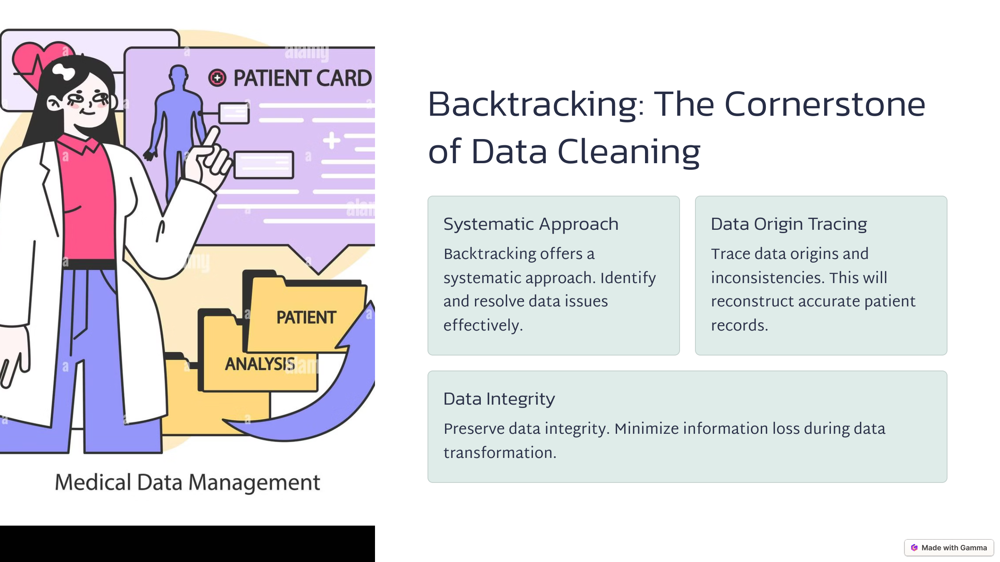 PATIENT CARD
PATIENT
ANALYSIS
Medical Data Management
alamy
Backtracking: The Cornerstone
of Data Cleaning
Systematic Approach
Backtracking offers a
systematic approach. Identify
and resolve data issues
effectively.
Data Origin Tracing
Trace data origins and
inconsistencies. This will
reconstruct accurate patient
records.
Data Integrity
Preserve data integrity. Minimize information loss during data
transformation.
Made with Gamma